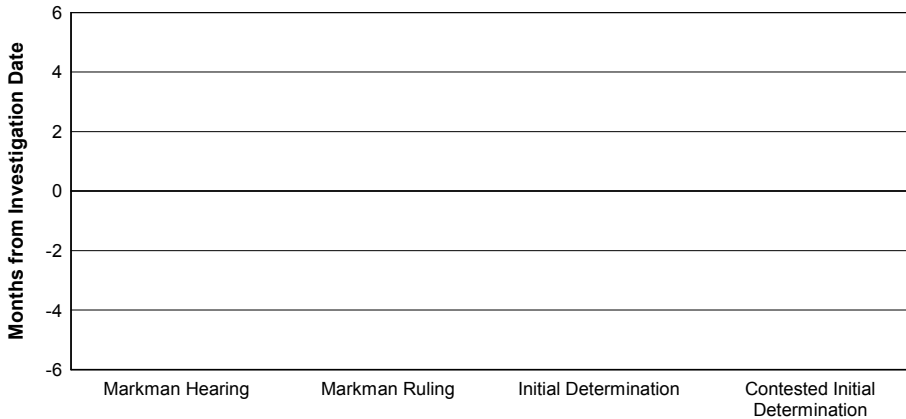 Months from Investigation Date
6
4
2
0
-2
-4
-6
Markman Hearing
Markman Ruling
Initial Determination
Contested Initial
Determination